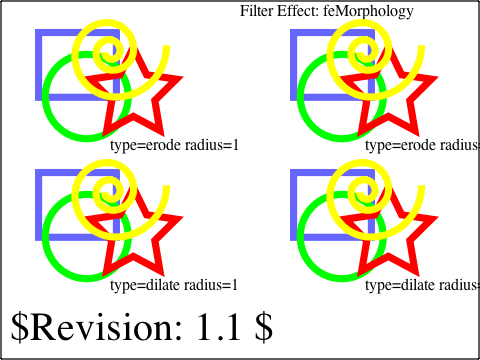 Filter Effect: feMorphology
type=erode radius=1 type=erode radius=
type=dilate radius=1 type=dilate radius=
$Revision: 1.1 $